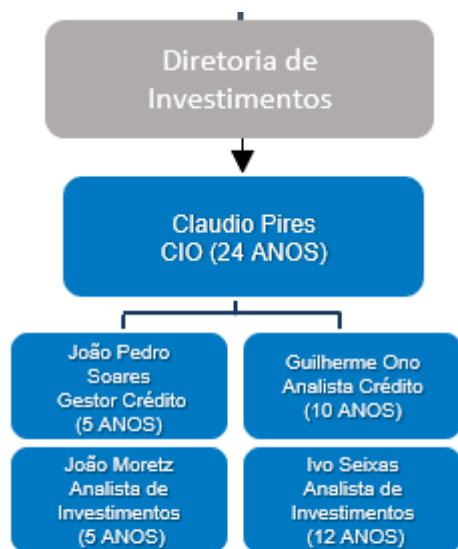 Diretoria de
Investimentos
Claudio Pires
CIO (24 ANOS)
João Pedro
Soares
Gestor Crédito
(5 ANOS)
Guilherme Ono
Analista Crédito
(10 ANOS)
João Moretz
Analista de
Investimentos
(5 ANOS)
Ivo Seixas
Analista de
Investimentos
(12 ANOS)